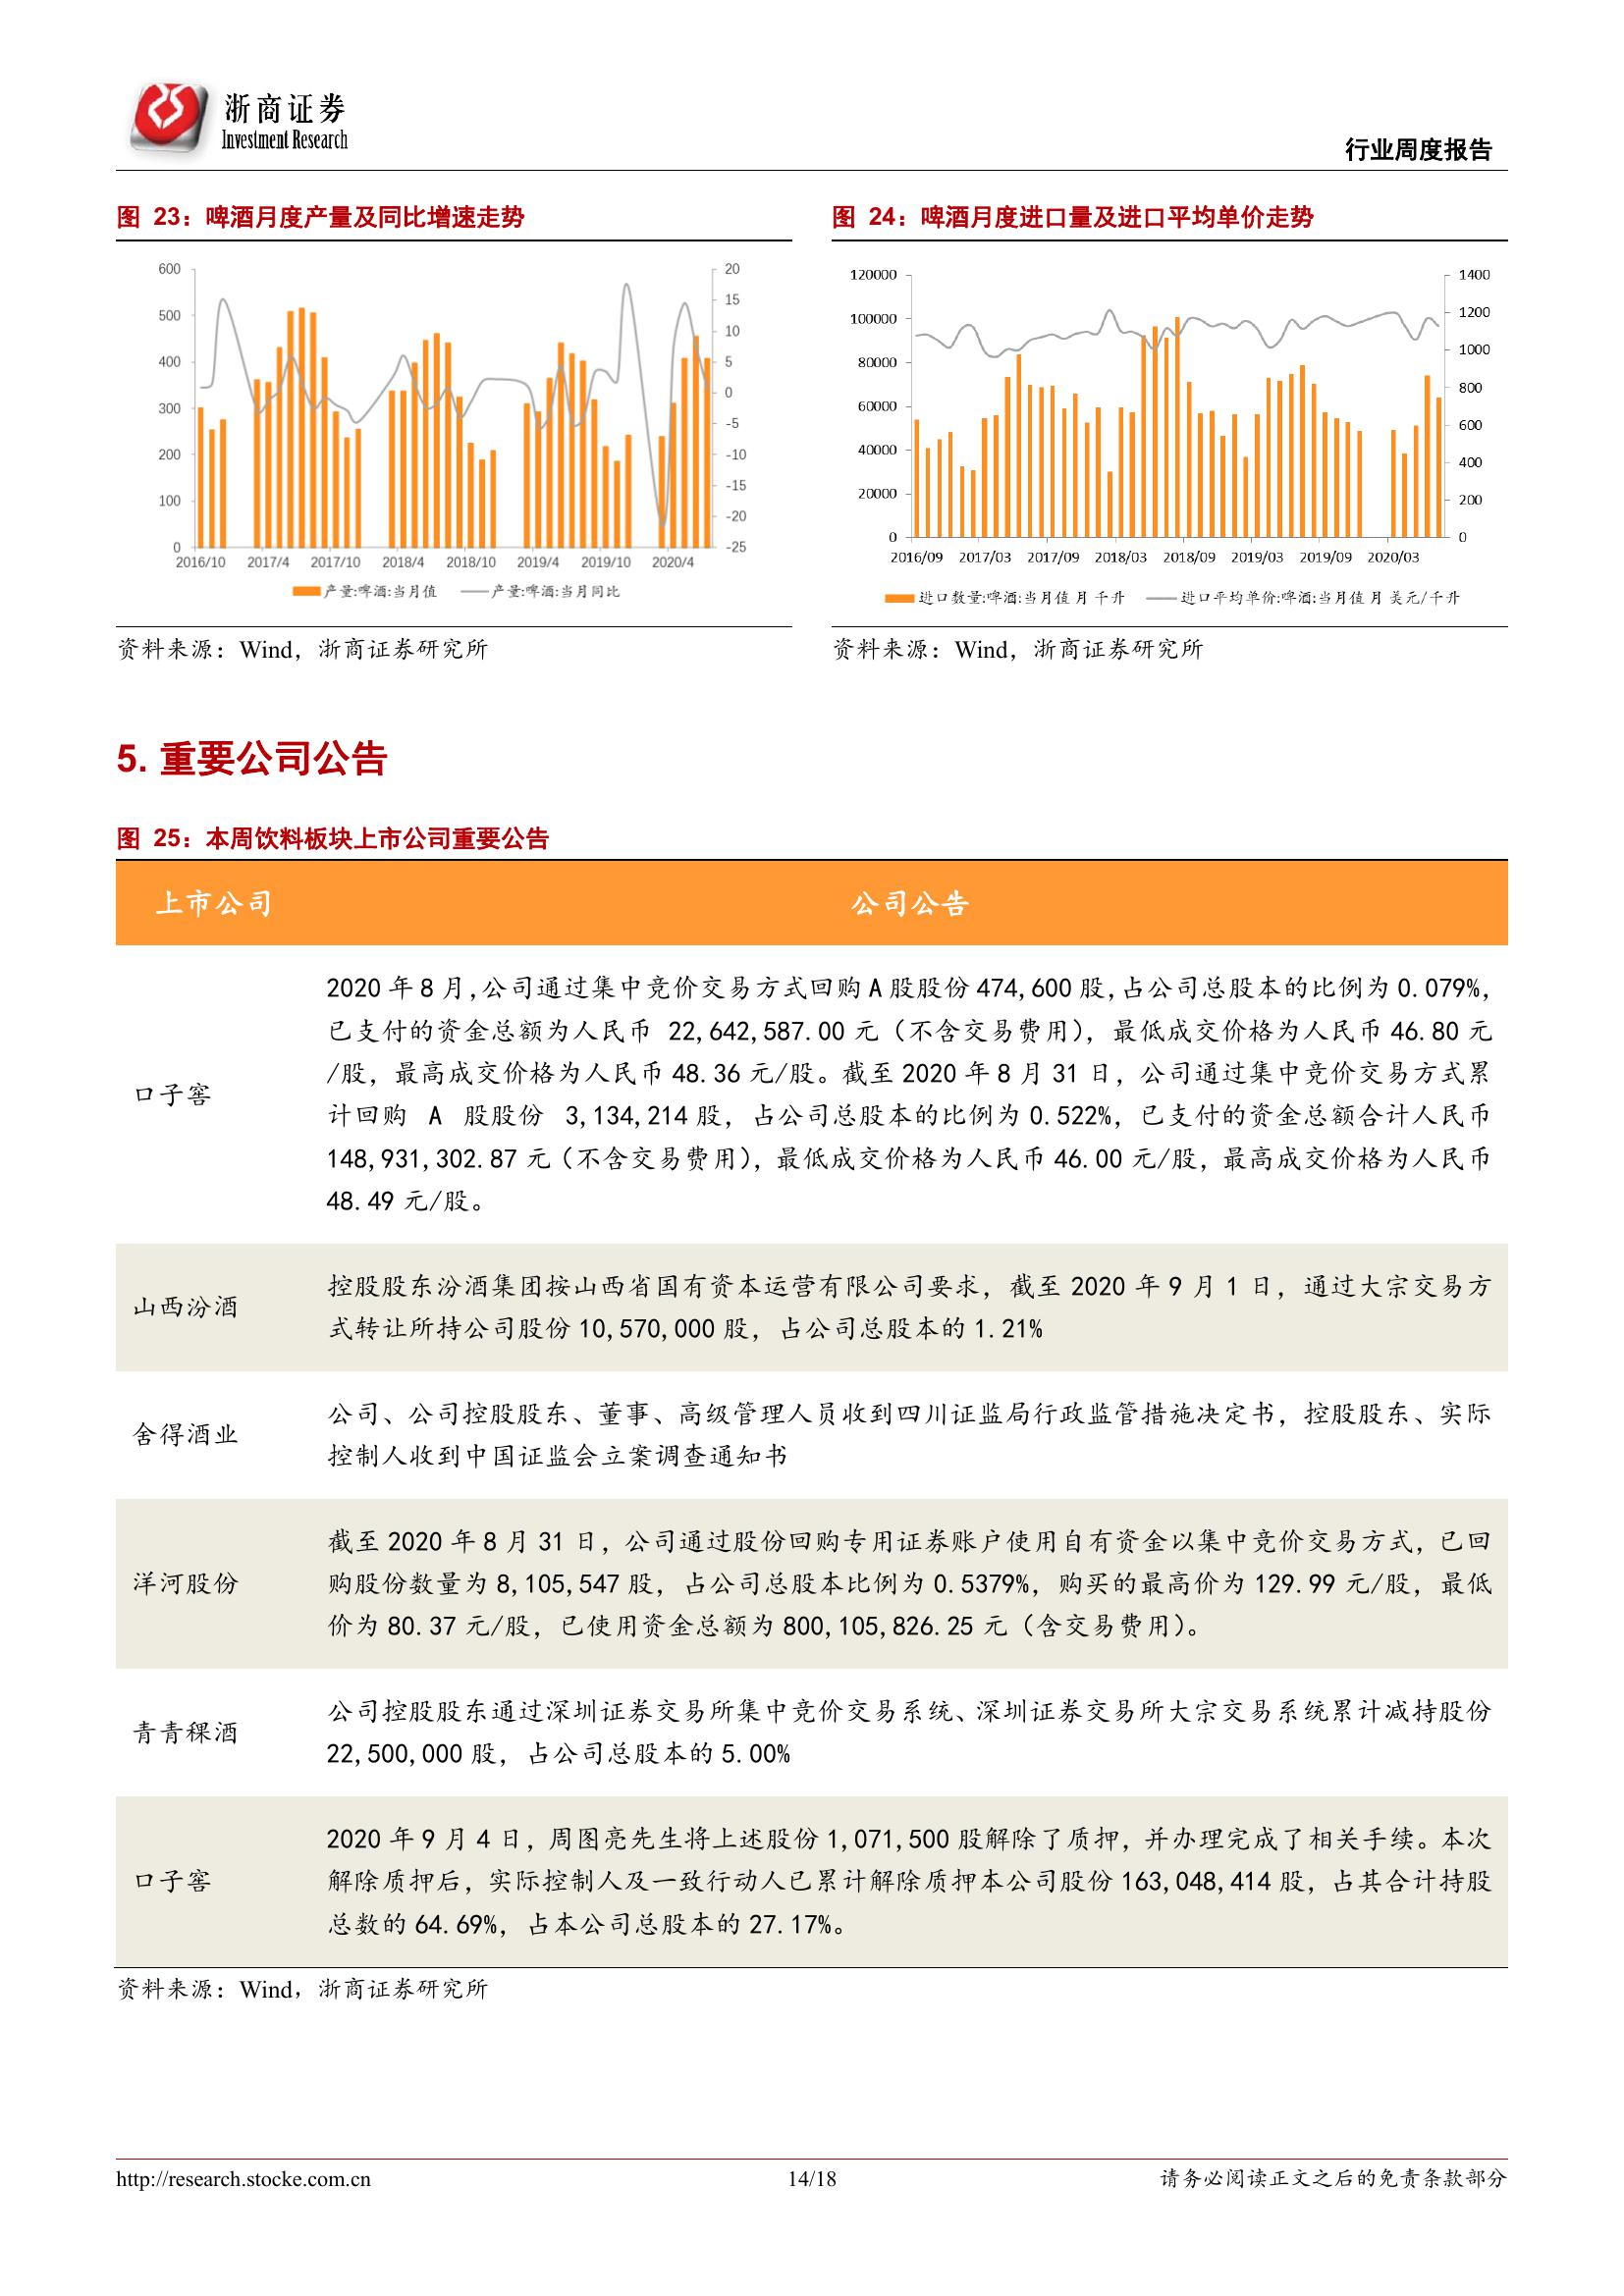 浙商证券
Investment Research
行业周度报告
图 23：啤酒月度产量及同比增速走势
600
500
400
300
200
100
0
20
15
10
5
0
-5
-10
-15
-20
-25
2016/10 2017/4 2017/10 2018/4 2018/10 2019/4 2019/10 2020/4
产量:啤酒:当月值 产量:啤酒:当月同比
资料来源：Wind，浙商证券研究所
图 24：啤酒月度进口量及进口平均单价走势
120000
100000
80000
60000
40000
20000
0
1400
1200
1000
800
600
400
200
0
2016/09 2017/03 2017/09 2018/03 2018/09 2019/03 2019/09 2020/03
进口数量:啤酒:当月值 月 千升 进口平均单价:啤酒:当月值 月 美元/千升
资料来源：Wind，浙商证券研究所
5. 重要公司公告
图 25：本周饮料板块上市公司重要公告
上市公司 公司公告
口子窖
2020 年 8 月,公司通过集中竞价交易方式回购 A 股股份 474,600 股,占公司总股本的比例为 0.079%,
已支付的资金总额为人民币 22,642,587.00 元（不含交易费用），最低成交价格为人民币 46.80 元
/股，最高成交价格为人民币 48.36 元/股。截至 2020 年 8 月 31 日，公司通过集中竞价交易方式累
计回购 A 股股份 3,134,214 股，占公司总股本的比例为 0.522%，已支付的资金总额合计人民币
148,931,302.87 元（不含交易费用），最低成交价格为人民币 46.00 元/股，最高成交价格为人民币
48.49 元/股。
山西汾酒
控股股东汾酒集团按山西省国有资本运营有限公司要求，截至 2020 年 9 月 1 日，通过大宗交易方
式转让所持公司股份 10,570,000 股，占公司总股本的 1.21%
舍得酒业
公司、公司控股股东、董事、高级管理人员收到四川证监局行政监管措施决定书，控股股东、实际
控制人收到中国证监会立案调查通知书
洋河股份
截至 2020 年 8 月 31 日，公司通过股份回购专用证券账户使用自有资金以集中竞价交易方式，已回
购股份数量为 8,105,547 股，占公司总股本比例为 0.5379%，购买的最高价为 129.99 元/股，最低
价为 80.37 元/股，已使用资金总额为 800,105,826.25 元（含交易费用）。
青青稞酒
公司控股股东通过深圳证券交易所集中竞价交易系统、深圳证券交易所大宗交易系统累计减持股份
22,500,000 股，占公司总股本的 5.00%
口子窖
2020 年 9 月 4 日，周图亮先生将上述股份 1,071,500 股解除了质押，并办理完成了相关手续。本次
解除质押后，实际控制人及一致行动人已累计解除质押本公司股份 163,048,414 股，占其合计持股
总数的 64.69%，占本公司总股本的 27.17%。
资料来源：Wind，浙商证券研究所
http://research.stocke.com.cn 14/18 请务必阅读正文之后的免责条款部分